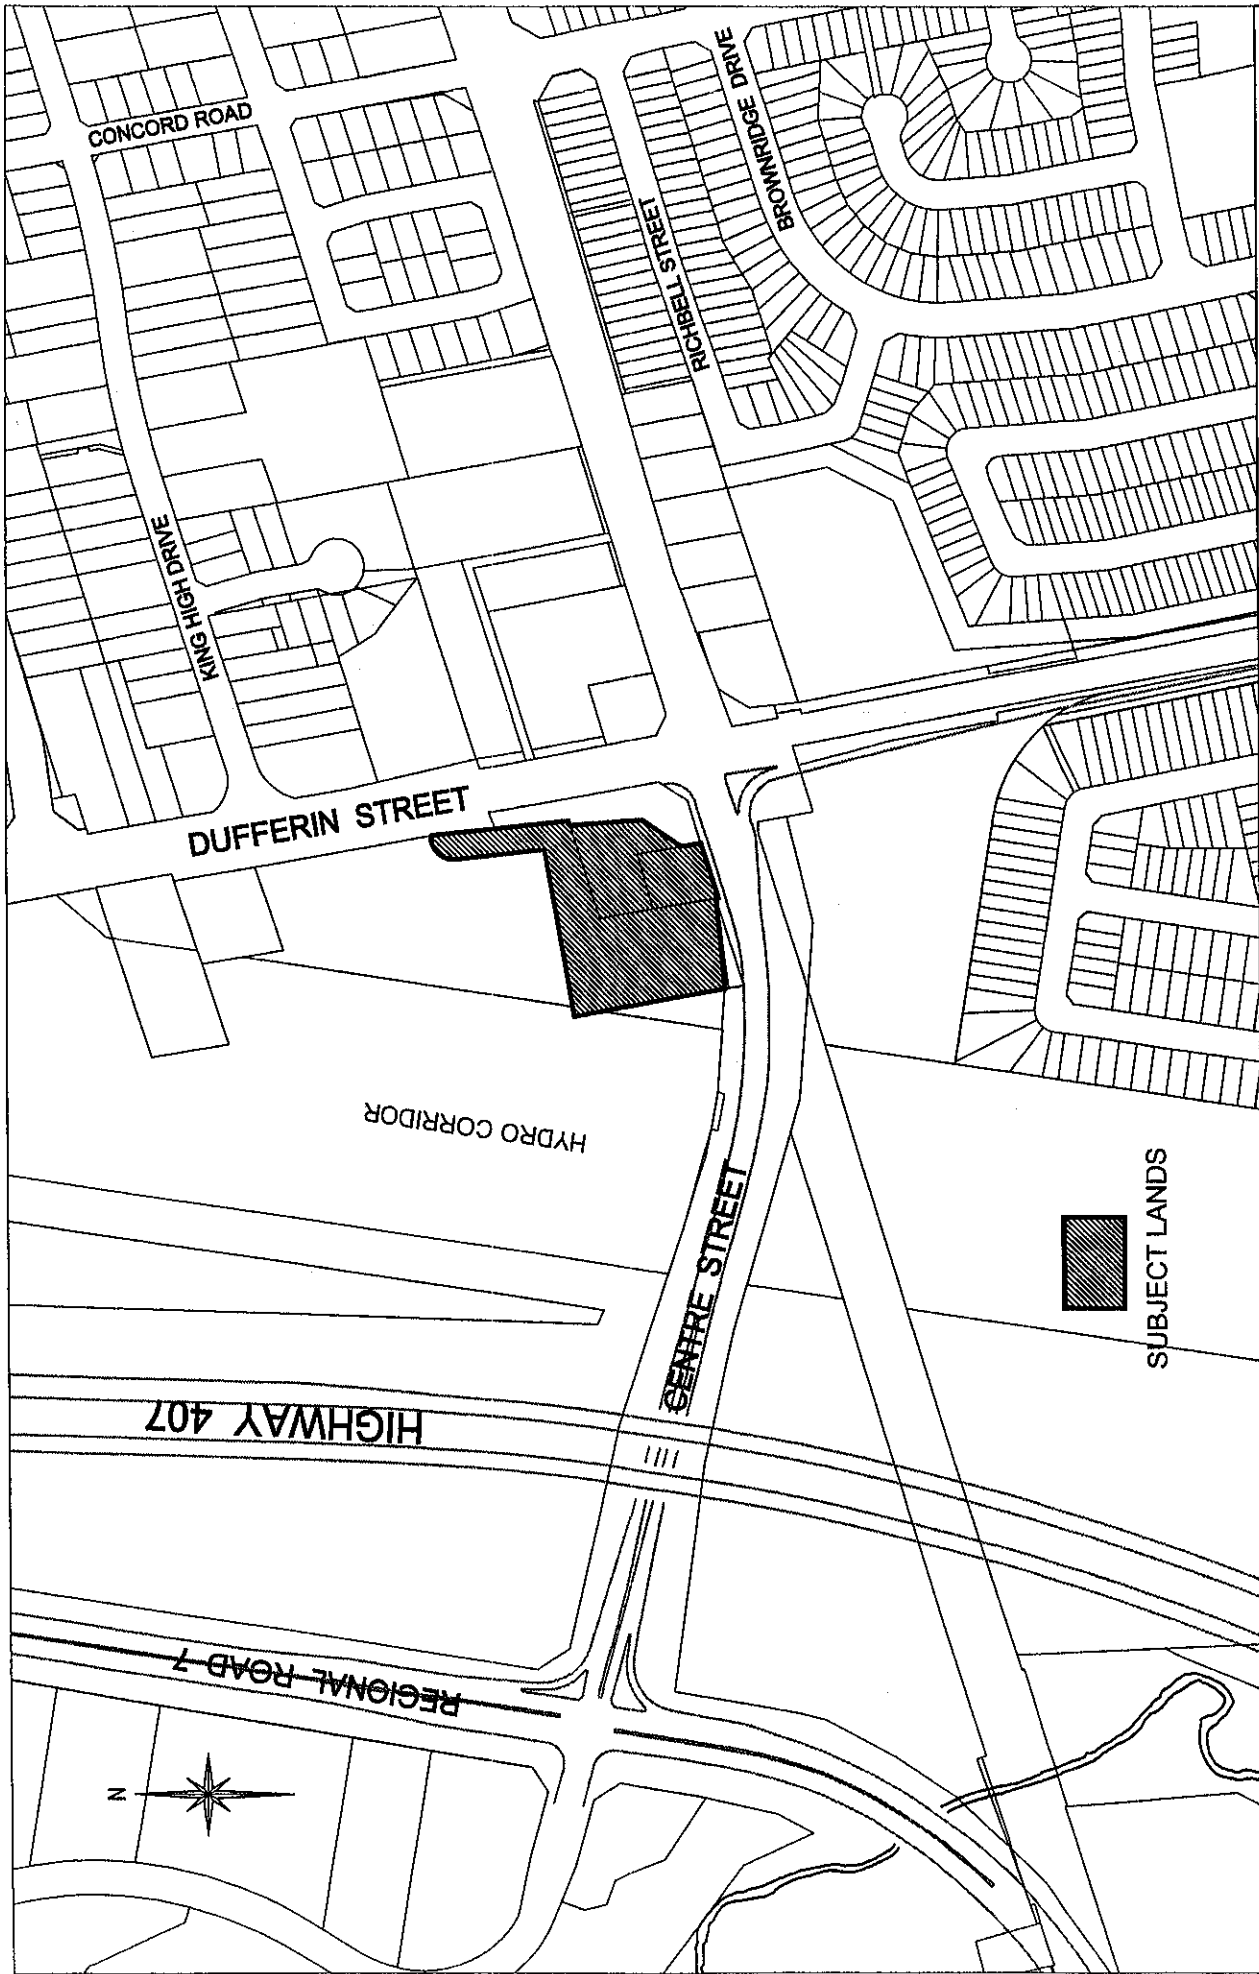 CONCORD ROAD
BROWNRIDGE DRIVE
RICHBELL STREET
KING HIGH DRIVE
DUFFERIN STREET
HYDRO CORRIDOR
CENTRE STREET
SUBJECT LANDS
HIGHWAY 407
REGIONAL ROAD 7
N